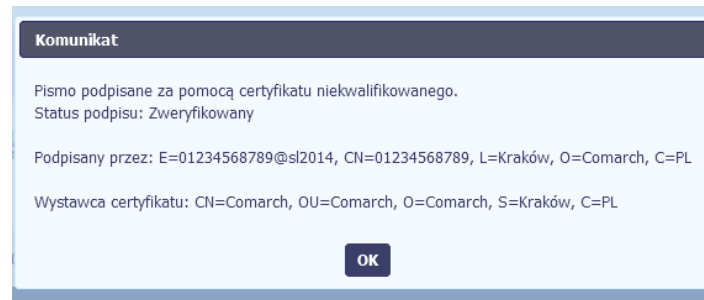 Komunikat
Pismo podpisane za pomocą certyfikatu niekwalifikowanego.
Status podpisu: Zweryfikowany
Podpisany przez: E=01234568789@sl2014, CN=01234568789, L=Kraków, O=Comarch, C=PL
Wystawca certyfikatu: CN=Comarch, OU=Comarch, O=Comarch, S=Kraków, C=PL
OK